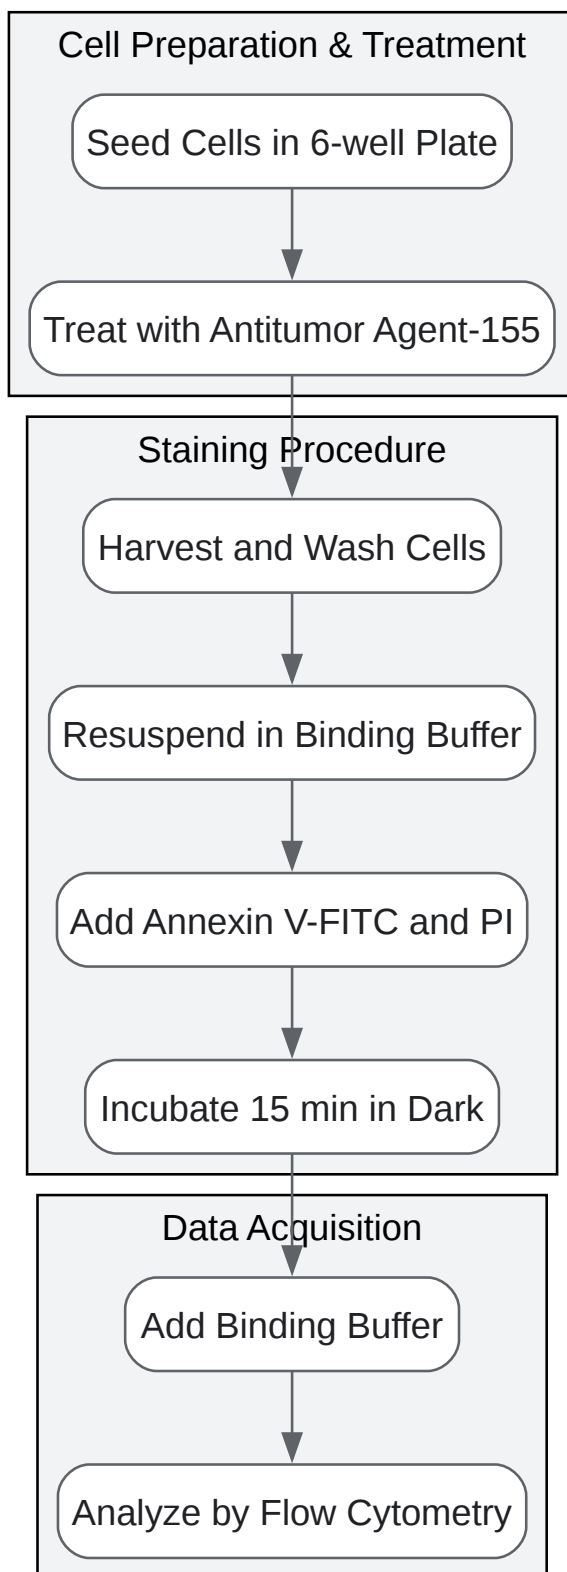 Cell Preparation & Treatment
Seed Cells in 6-well Plate
Treat with Antitumor Agent-155
Staining Procedure
Harvest and Wash Cells
Resuspend in Binding Buffer
Add Annexin V-FITC and PI
Incubate 15 min in Dark
Data Acquisition
Add Binding Buffer
Analyze by Flow Cytometry